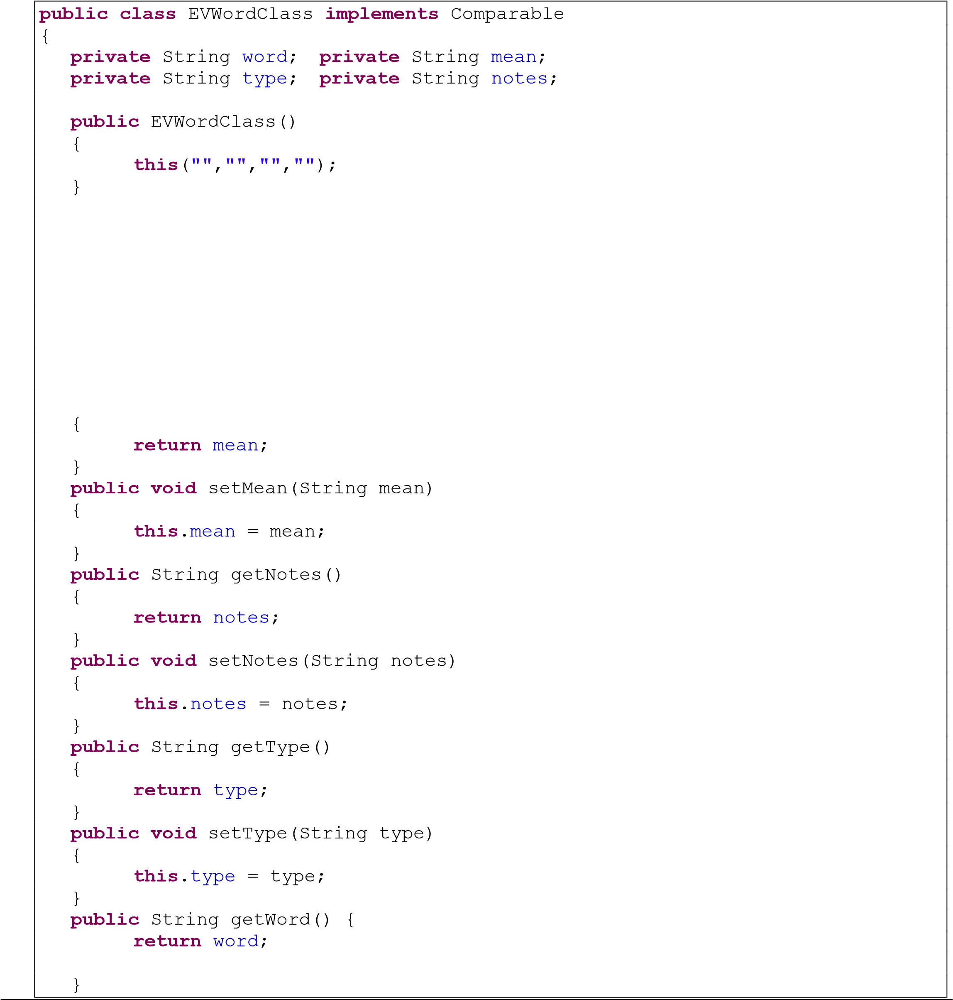 public class EVWordClass implements Comparable
{
private String word; private String mean;
private String type; private String notes;
public EVWordClass()
{
this("","","","");
}
{
return mean;
}
public void setMean(String mean)
{
this.mean = mean;
}
public String getNotes()
{
return notes;
}
public void setNotes(String notes)
{
this.notes = notes;
}
public String getType()
{
return type;
}
public void setType(String type)
{
this.type = type;
}
public String getWord() {
return word;
}